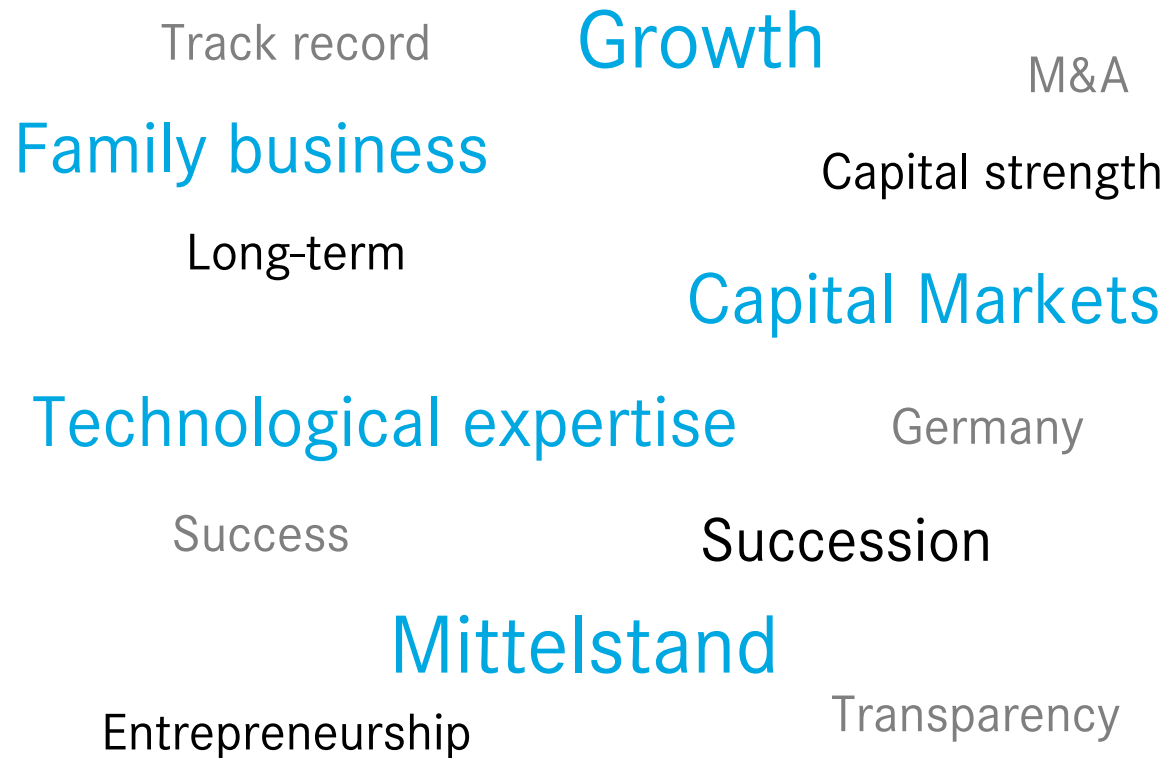 Track record
Growth
M&A
Family business
Capital strength
Long-term
Capital Markets
Technological expertise
Germany
Success
Succession
Mittelstand
Entrepreneurship
Transparency